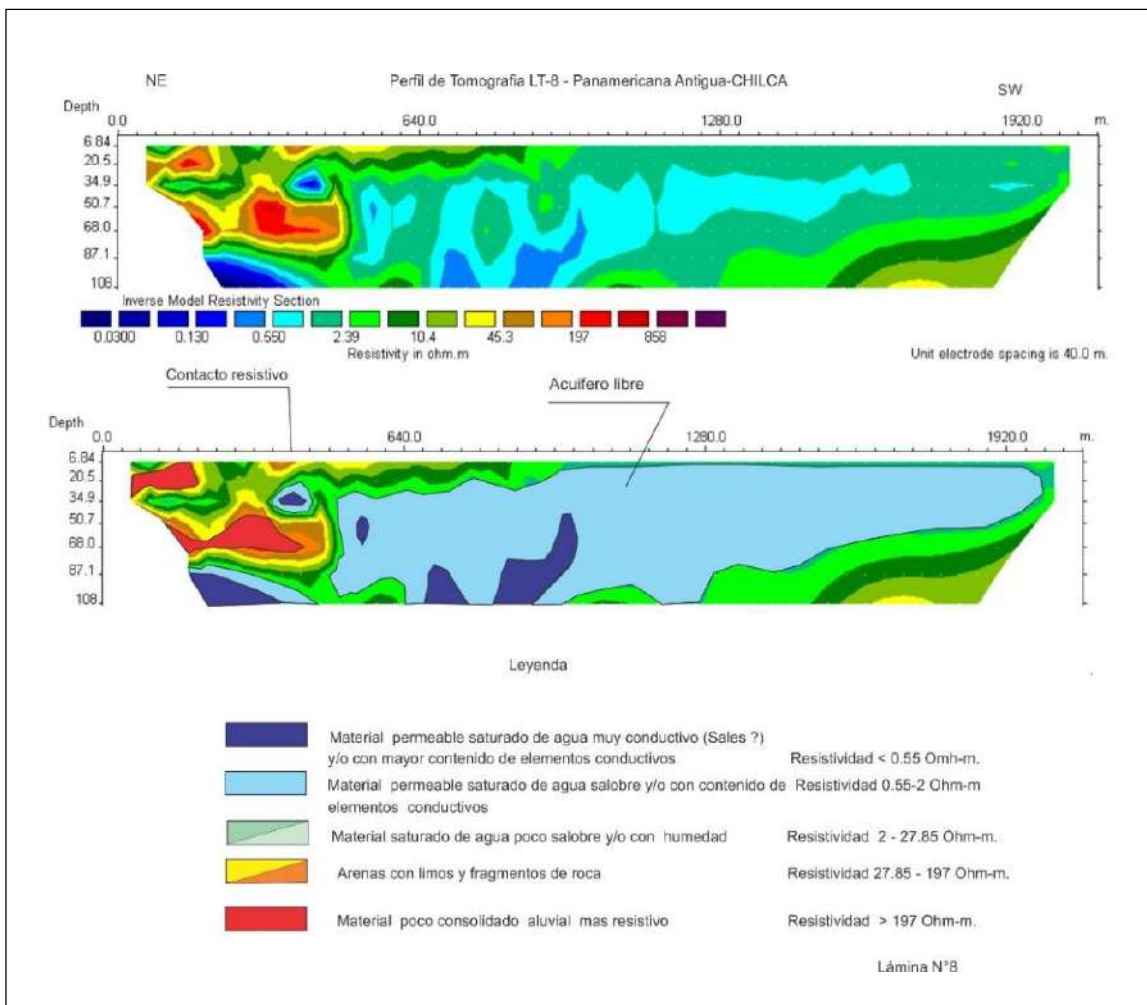 NE
Perfil de Tomografia LT-8 - Panamericana Antigua-CHILCA
SW
Depth
0.0 640.0 1280.0 1920.0 m.
6.84
20.5
34.9
50.7
68.0
87.1
108
Inverse Model Resistivity Section
0.0300 0.130 0.550 2.39 10.4 45.3 197 858
Resistivity in ohm.m
Unit electrode spacing is 40.0 m.
Contacto resistivo
Acuifero libre
Depth
0.0 640.0 1280.0 1920.0 m.
6.84
20.5
34.9
50.7
68.0
87.1
108
Leyenda
Material permeable saturado de agua muy conductivo (Sales ?)
y/o con mayor contenido de elementos conductivos Resistividad < 0.55 Omh-m.
Material permeable saturado de agua salobre y/o con contenido de Resistividad 0.55-2 Ohm-m
elementos conductivos
Material saturado de agua poco salobre y/o con humedad Resistividad 2 - 27.85 Ohm-m.
Arenas con limos y fragmentos de roca Resistividad 27.85 - 197 Ohm-m.
Material poco consolidado aluvial mas resistivo Resistividad > 197 Ohm-m.
Lámina N°8